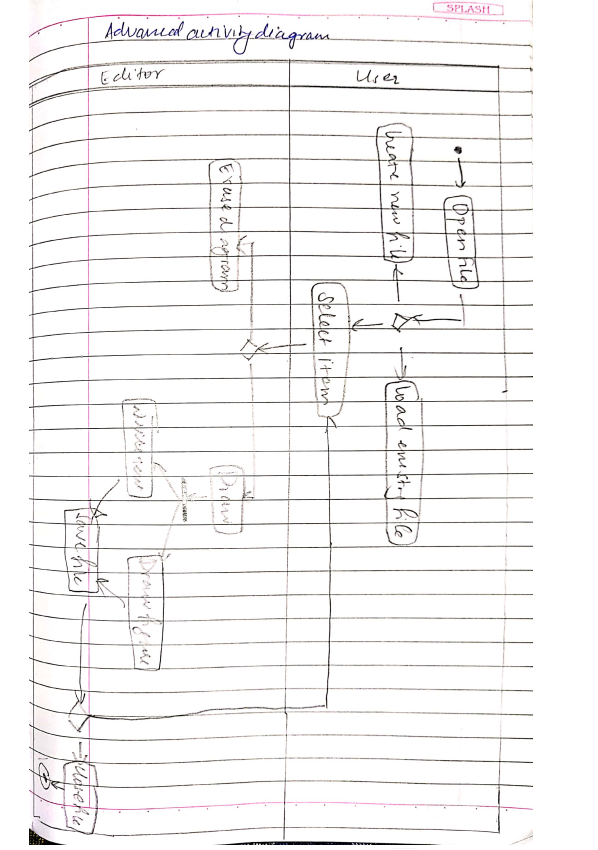 SPLASH
Advanced activity diagram
Editor
User
Open file
Create new file
Load existg file
Select item
Erase diagram
Draw
Draw figure
Save file
Close file